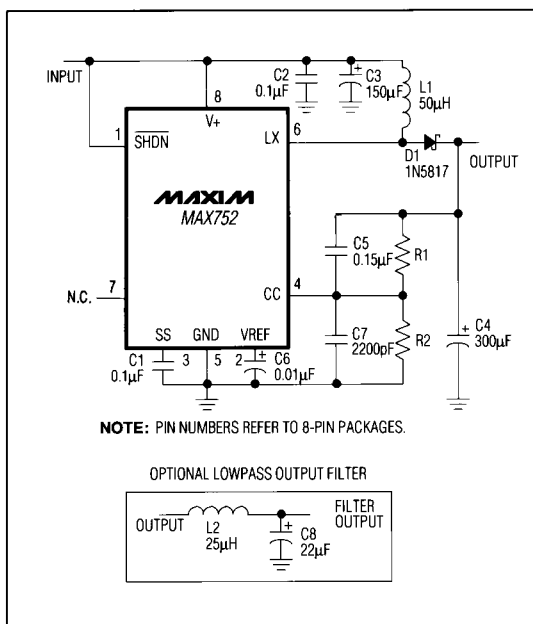 INPUT
C2
0.1µF
+
C3
150µF
L1
50µH
8
V+
1
SHDN
LX
6
D1
1N5817
OUTPUT
MAXIM
MAX752
C5
0.15µF
R1
N.C.
7
CC
4
C7
2200pF
R2
+
C4
300µF
SS
GND
VREF
C1
0.1µF
3
5
2
+
C6
0.01µF
NOTE: PIN NUMBERS REFER TO 8-PIN PACKAGES.
OPTIONAL LOWPASS OUTPUT FILTER
OUTPUT
L2
25µH
+
C8
22µF
FILTER
OUTPUT